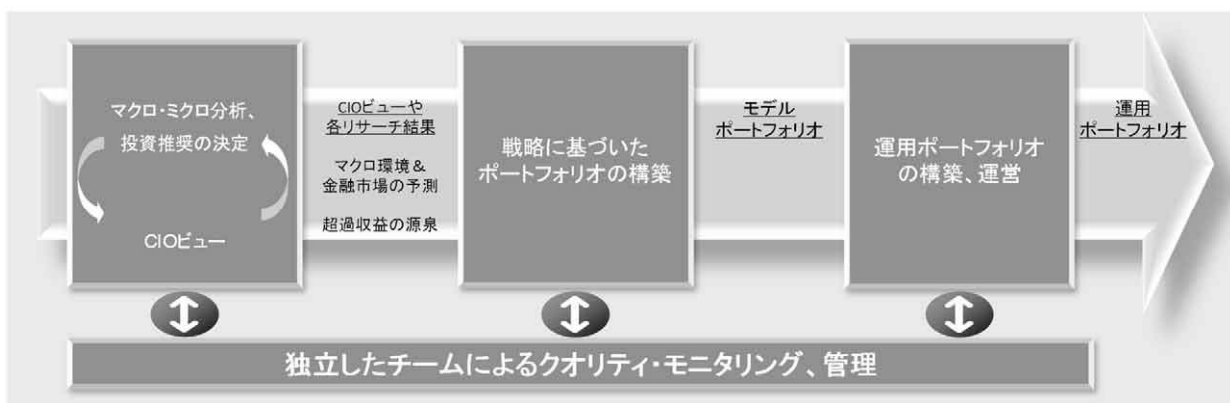 マクロ・ミクロ分析、
投資推奨の決定
CIOビュー
CIOビューや
各リサーチ結果
マクロ環境＆
金融市場の予測
超過収益の源泉
戦略に基づいた
ポートフォリオの構築
モデル
ポートフォリオ
運用ポートフォリオ
の構築、運営
運用
ポートフォリオ
独立したチームによるクオリティ・モニタリング、管理